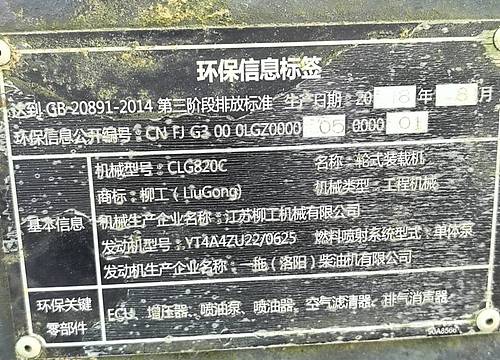 环保信息标签
达到 GB 20891-2014 第三阶段排放标准 生产日期：2018年 8月
环保信息公开编号：CN FJ G3 00 0LGZ0000 05 0000 01
机械型号：CLG820C 名称：轮式装载机
商标：柳工（LiuGong） 机械类型：工程机械
基本信息
机械生产企业名称：江苏柳工机械有限公司
发动机型号：YT4A4ZU22/0625 燃料喷射系统型式：单体泵
发动机生产企业名称：一拖（洛阳）柴油机有限公司
环保关键
零部件
ECU、增压器、喷油泵、喷油器、空气滤清器、排气消声器